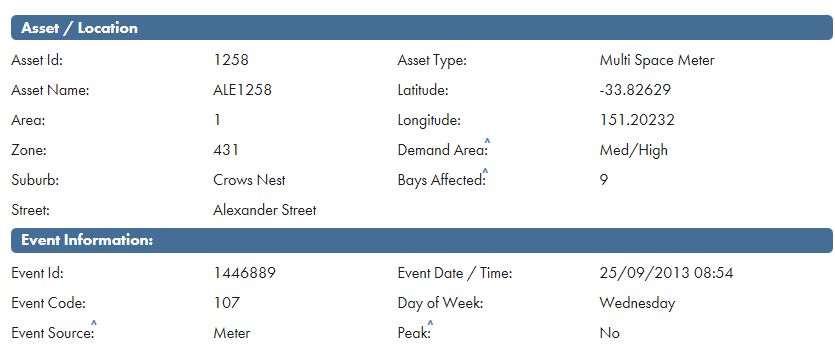 Asset / Location
Asset Id: 1258 Asset Type: Multi Space Meter
Asset Name: ALE1258 Latitude: -33.82629
Area: 1 Longitude: 151.20232
Zone: 431 Demand Area:^ Med/High
Suburb: Crows Nest Bays Affected:^ 9
Street: Alexander Street
Event Information:
Event Id: 1446889 Event Date / Time: 25/09/2013 08:54
Event Code: 107 Day of Week: Wednesday
Event Source:^ Meter Peak:^ No